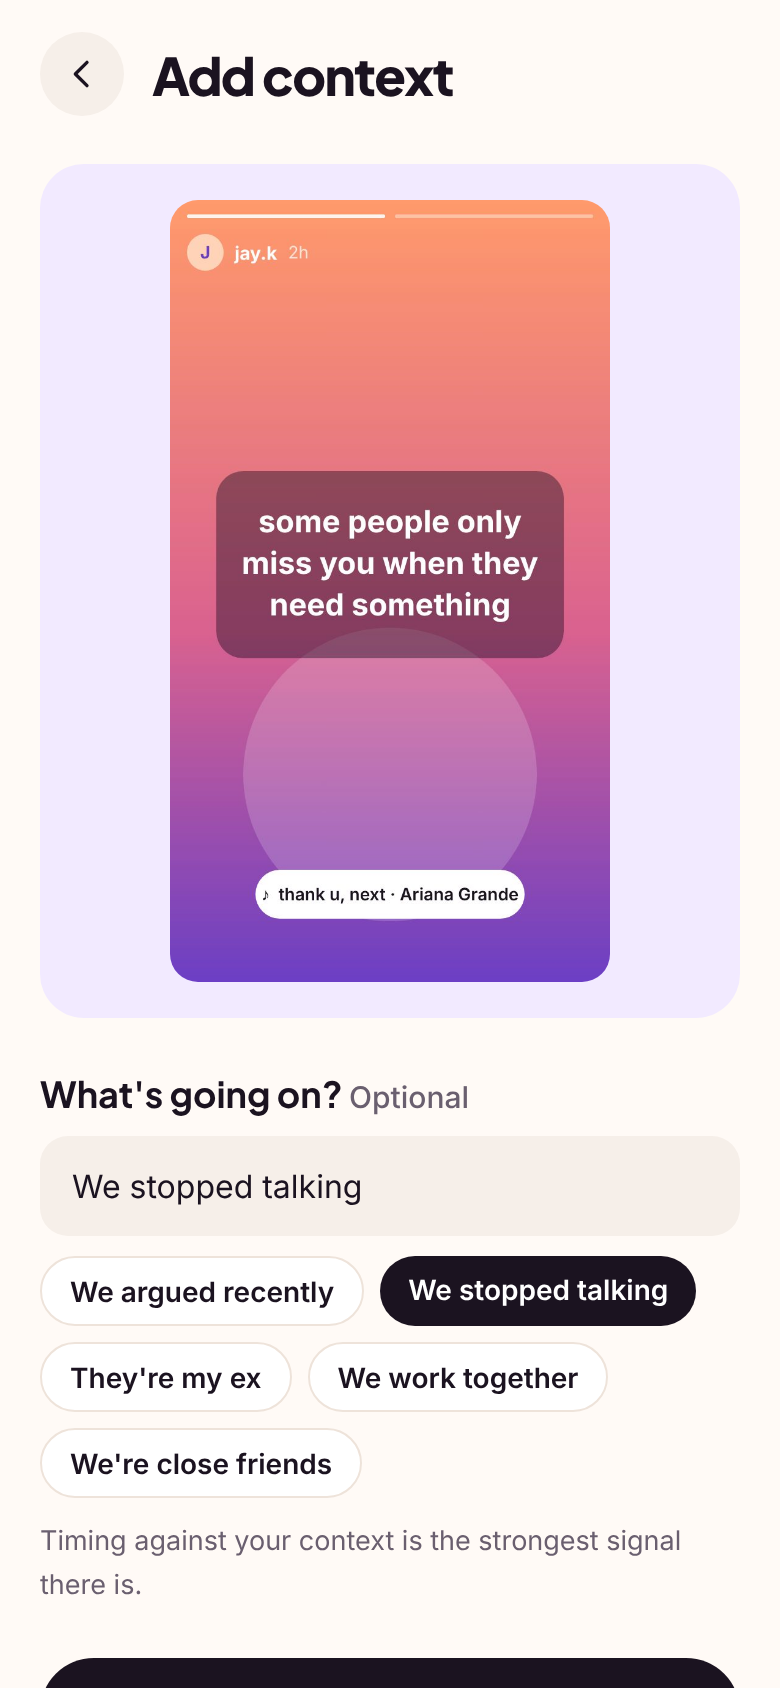 Add context
J jay.k 2h
some people only
miss you when they
need something
♪ thank u, next · Ariana Grande
What's going on? Optional
We stopped talking
We argued recently
We stopped talking
They're my ex
We work together
We're close friends
Timing against your context is the strongest signal
there is.